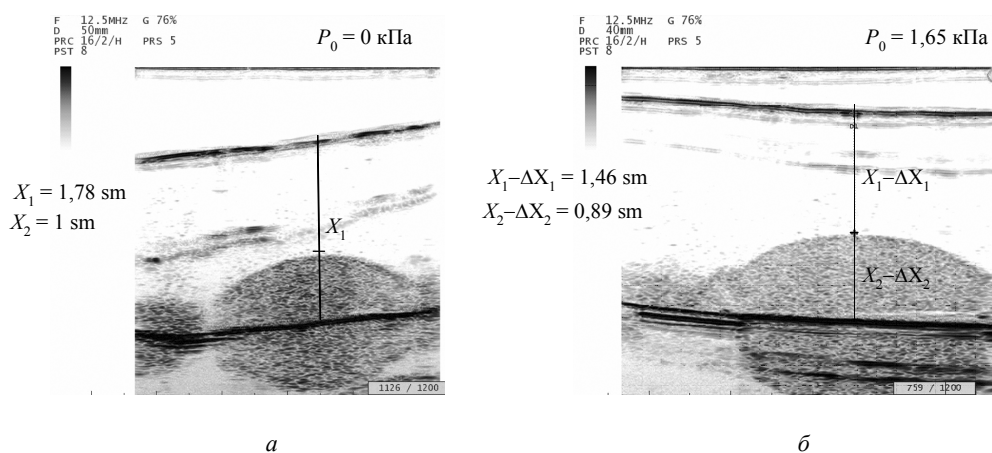 F 12.5MHz G 76%
D 50mm
PRC 16/2/H PRS 5
PST 8
P₀ = 0 кПа
X₁ = 1,78 sm
X₂ = 1 sm
X₁
1126 / 1200
а
F 12.5MHz G 76%
D 40mm
PRC 16/2/H PRS 5
PST 8
P₀ = 1,65 кПа
X₁–ΔX₁ = 1,46 sm
X₂–ΔX₂ = 0,89 sm
X₁–ΔX₁
X₂–ΔX₂
759 / 1200
б